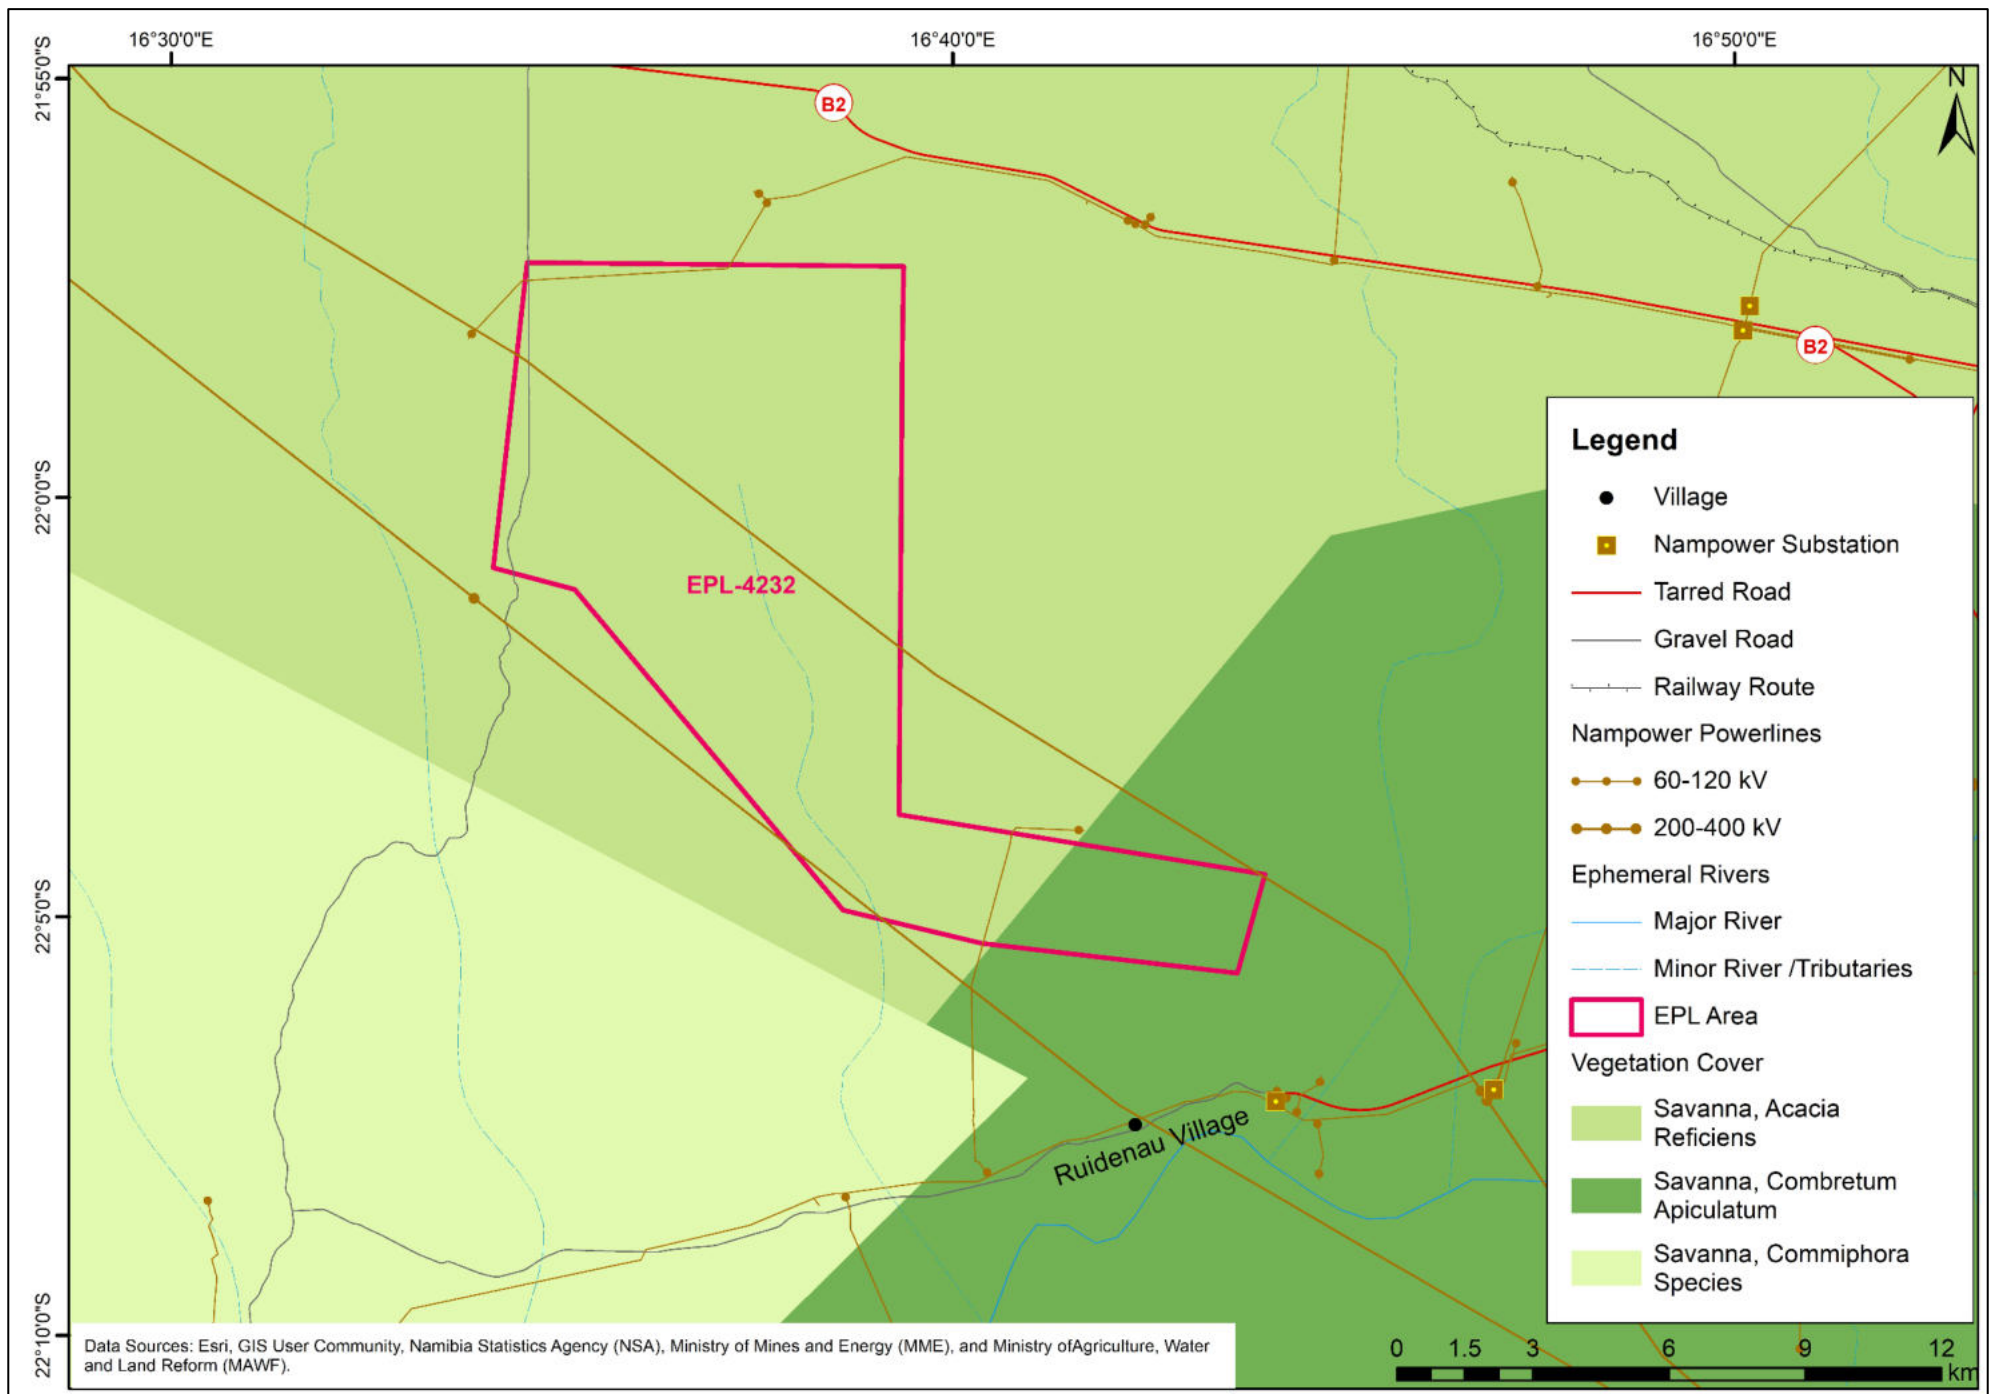 16°30'0"E
16°40'0"E
16°50'0"E
21°55'0"S
22°0'0"S
22°5'0"S
22°10'0"S
N
B2
B2
EPL-4232
Ruidenau Village
Legend
Village
Nampower Substation
Tarred Road
Gravel Road
Railway Route
Nampower Powerlines
60-120 kV
200-400 kV
Ephemeral Rivers
Major River
Minor River /Tributaries
EPL Area
Vegetation Cover
Savanna, Acacia
Reficiens
Savanna, Combretum
Apiculatum
Savanna, Commiphora
Species
Data Sources: Esri, GIS User Community, Namibia Statistics Agency (NSA), Ministry of Mines and Energy (MME), and Ministry ofAgriculture, Water
and Land Reform (MAWF).
0 1.5 3 6 9 12
km